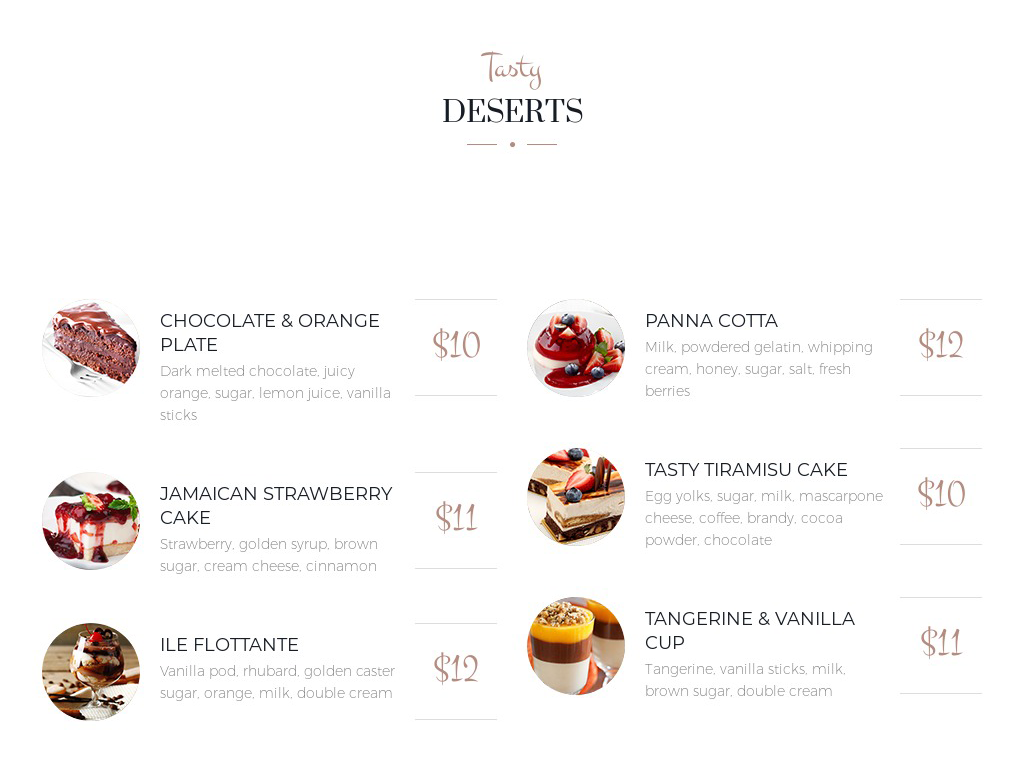 Tasty
DESERTS
CHOCOLATE & ORANGE
PLATE
Dark melted chocolate, juicy
orange, sugar, lemon juice, vanilla
sticks
$10
JAMAICAN STRAWBERRY
CAKE
Strawberry, golden syrup, brown
sugar, cream cheese, cinnamon
$11
ILE FLOTTANTE
Vanilla pod, rhubard, golden caster
sugar, orange, milk, double cream
$12
PANNA COTTA
Milk, powdered gelatin, whipping
cream, honey, sugar, salt, fresh
berries
$12
TASTY TIRAMISU CAKE
Egg yolks, sugar, milk, mascarpone
cheese, coffee, brandy, cocoa
powder, chocolate
$10
TANGERINE & VANILLA
CUP
Tangerine, vanilla sticks, milk,
brown sugar, double cream
$11